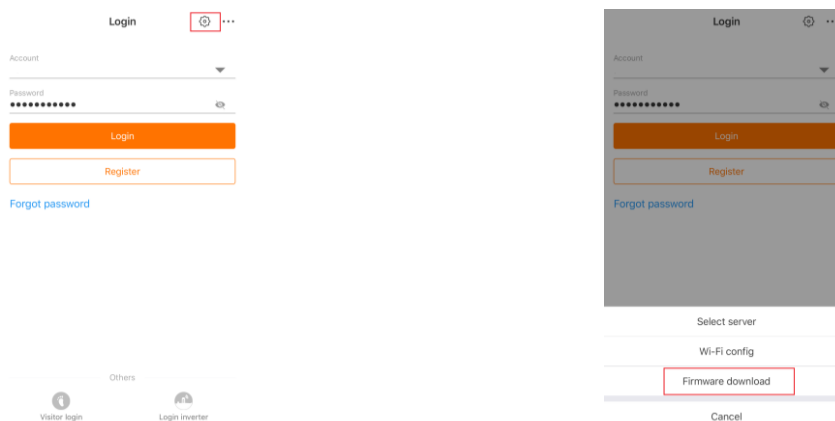 Login
Account
Password
Login
Register
Forgot password
Others
Visitor login
Login inverter
Login
Account
Password
Login
Register
Forgot password
Select server
Wi-Fi config
Firmware download
Cancel